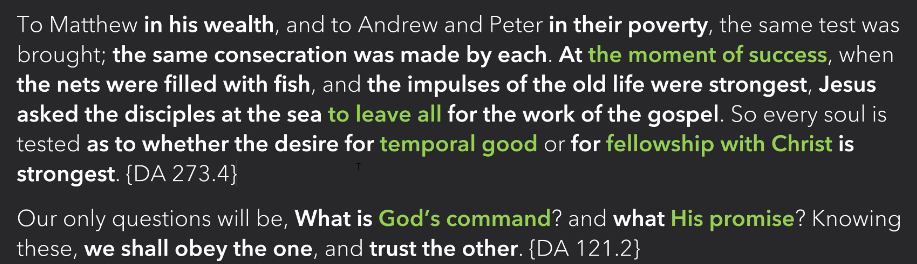 To Matthew in his wealth, and to Andrew and Peter in their poverty, the same test was
brought; the same consecration was made by each. At the moment of success, when
the nets were filled with fish, and the impulses of the old life were strongest, Jesus
asked the disciples at the sea to leave all for the work of the gospel. So every soul is
tested as to whether the desire for temporal good or for fellowship with Christ is
strongest. {DA 273.4}
Our only questions will be, What is God’s command? and what His promise? Knowing
these, we shall obey the one, and trust the other. {DA 121.2}